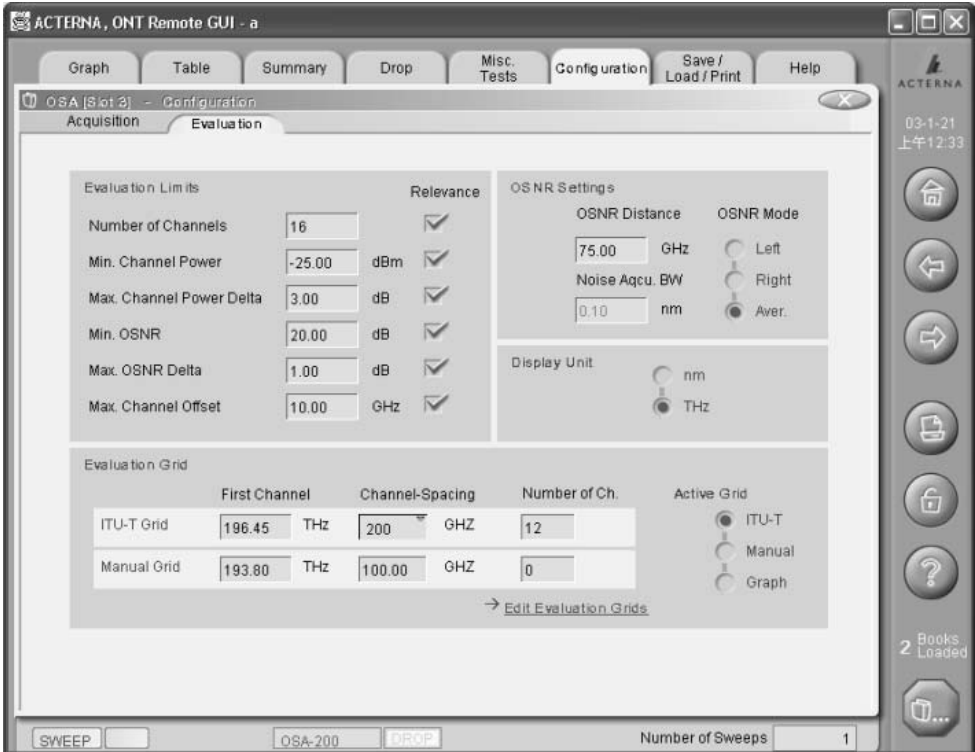 ACTERNA, ONT Remote GUI - a
Graph Table Summary Drop Misc. Tests Configuration Save / Load / Print Help
ACTERNA
OSA [Slot 3] - Configuration
Acquisition Evaluation
03-1-21
上午12:33
Evaluation Limits Relevance
Number of Channels 16
Min. Channel Power -25.00 dBm
Max. Channel Power Delta 3.00 dB
Min. OSNR 20.00 dB
Max. OSNR Delta 1.00 dB
Max. Channel Offset 10.00 GHz
OSNR Settings
OSNR Distance OSNR Mode
75.00 GHz Left
Noise Aqcu. BW Right
0.10 nm Aver.
Display Unit
nm
THz
Evaluation Grid
First Channel Channel-Spacing Number of Ch. Active Grid
ITU-T Grid 196.45 THz 200 GHZ 12 ITU-T
Manual Grid 193.80 THz 100.00 GHZ 0 Manual
Graph
→ Edit Evaluation Grids
2 Books Loaded
SWEEP OSA-200 DROP Number of Sweeps 1